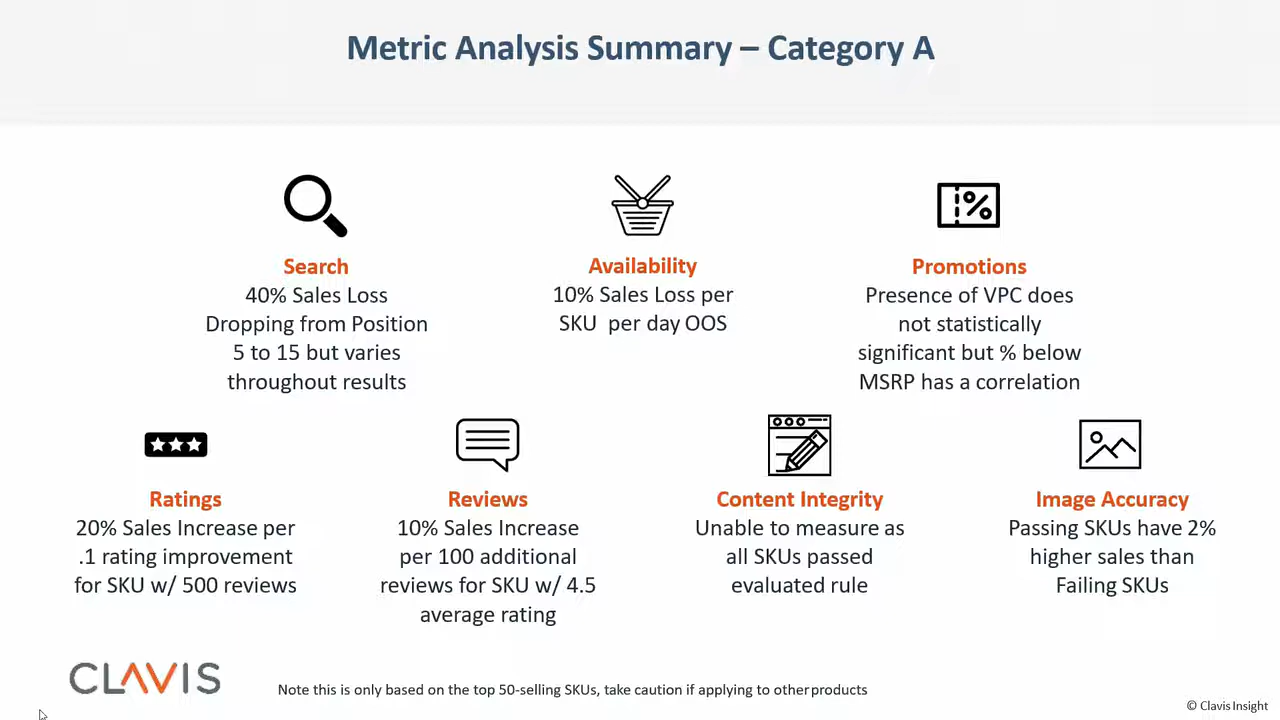 Metric Analysis Summary – Category A
Search
40% Sales Loss
Dropping from Position
5 to 15 but varies
throughout results
Availability
10% Sales Loss per
SKU per day OOS
Promotions
Presence of VPC does
not statistically
significant but % below
MSRP has a correlation
Ratings
20% Sales Increase per
.1 rating improvement
for SKU w/ 500 reviews
Reviews
10% Sales Increase
per 100 additional
reviews for SKU w/ 4.5
average rating
Content Integrity
Unable to measure as
all SKUs passed
evaluated rule
Image Accuracy
Passing SKUs have 2%
higher sales than
Failing SKUs
CLAVIS
Note this is only based on the top 50-selling SKUs, take caution if applying to other products
© Clavis Insight